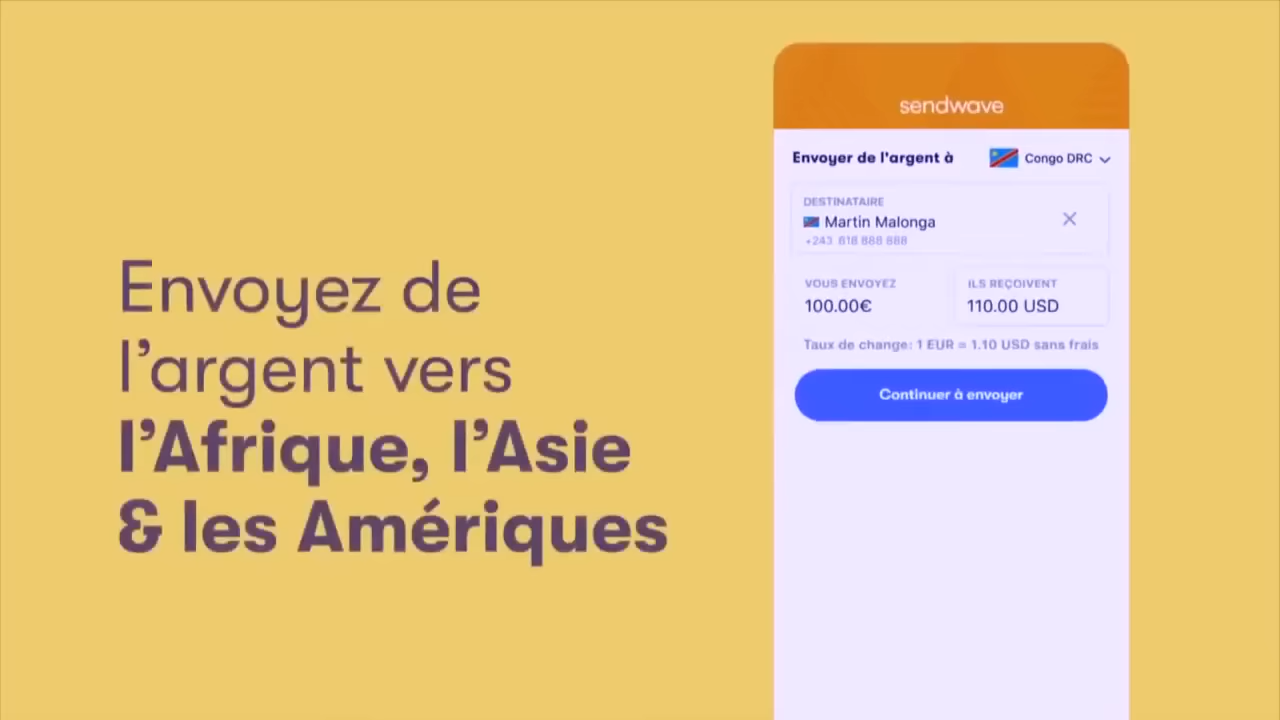 Envoyez de
l'argent vers
l'Afrique, l'Asie
& les Amériques
sendwave
Envoyer de l'argent à
Congo DRC
DESTINATAIRE
Martin Malonga
+243 818 888 888
VOUS ENVOYEZ
100.00€
ILS REÇOIVENT
110.00 USD
Taux de change: 1 EUR = 1.10 USD sans frais
Continuer à envoyer